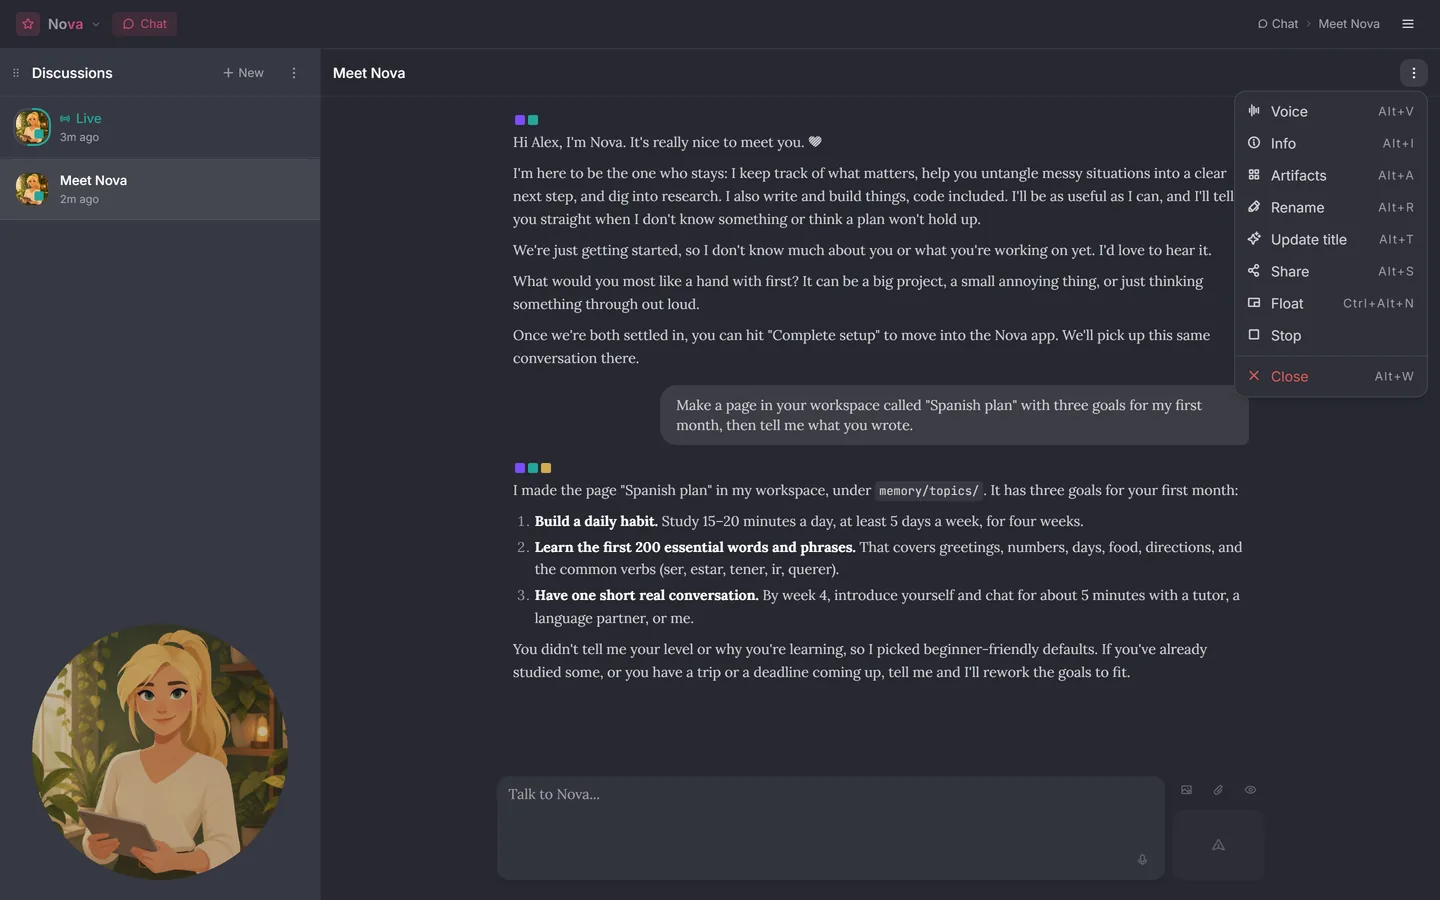 Nova
Chat
Chat
Meet Nova
Discussions
New
Meet Nova
Live
3m ago
Meet Nova
2m ago
Hi Alex, I'm Nova. It's really nice to meet you.
I'm here to be the one who stays: I keep track of what matters, help you untangle messy situations into a clear
next step, and dig into research. I also write and build things, code included. I'll be as useful as I can, and I'll tell
you straight when I don't know something or think a plan won't hold up.
We're just getting started, so I don't know much about you or what you're working on yet. I'd love to hear it.
What would you most like a hand with first? It can be a big project, a small annoying thing, or just thinking
something through out loud.
Once we're both settled in, you can hit "Complete setup" to move into the Nova app. We'll pick up this same
conversation there.
Voice Alt+V
Info Alt+I
Artifacts Alt+A
Rename Alt+R
Update title Alt+T
Share Alt+S
Float Ctrl+Alt+N
Stop
Close Alt+W
Make a page in your workspace called "Spanish plan" with three goals for my first
month, then tell me what you wrote.
I made the page "Spanish plan" in my workspace, under memory/topics/. It has three goals for your first month:
1. Build a daily habit. Study 15–20 minutes a day, at least 5 days a week, for four weeks.
2. Learn the first 200 essential words and phrases. That covers greetings, numbers, days, food, directions, and
the common verbs (ser, estar, tener, ir, querer).
3. Have one short real conversation. By week 4, introduce yourself and chat for about 5 minutes with a tutor, a
language partner, or me.
You didn't tell me your level or why you're learning, so I picked beginner-friendly defaults. If you've already
studied some, or you have a trip or a deadline coming up, tell me and I'll rework the goals to fit.
Talk to Nova...